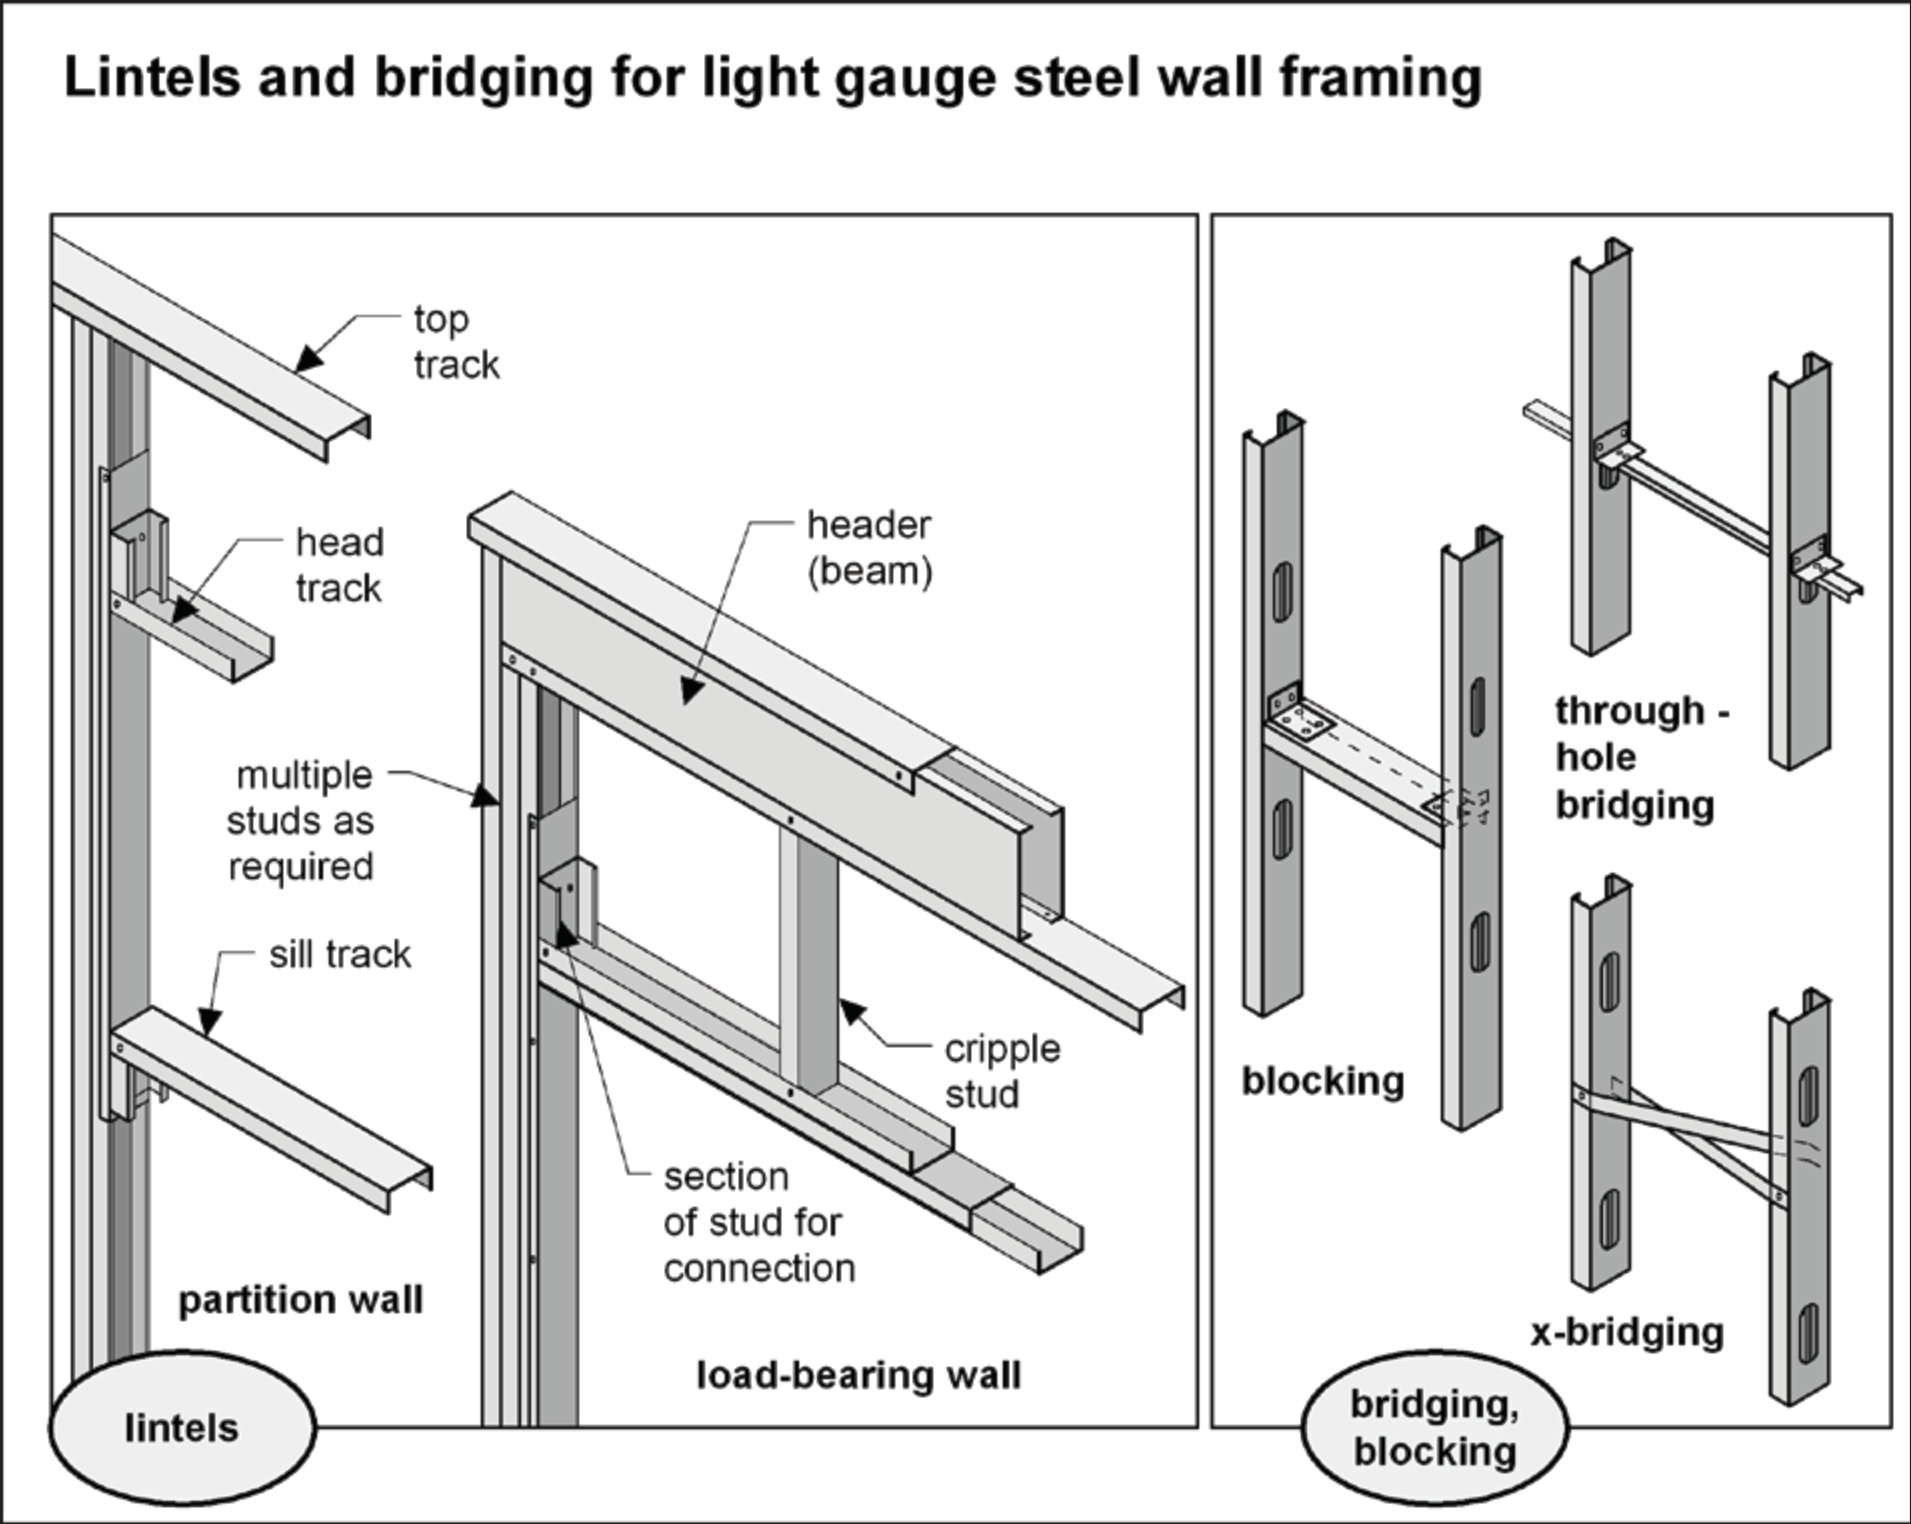 Lintels and bridging for light gauge steel wall framing
top
track
head
track
header
(beam)
multiple
studs as
required
sill track
cripple
stud
section
of stud for
connection
partition wall
load-bearing wall
lintels
through -
hole
bridging
blocking
x-bridging
bridging,
blocking